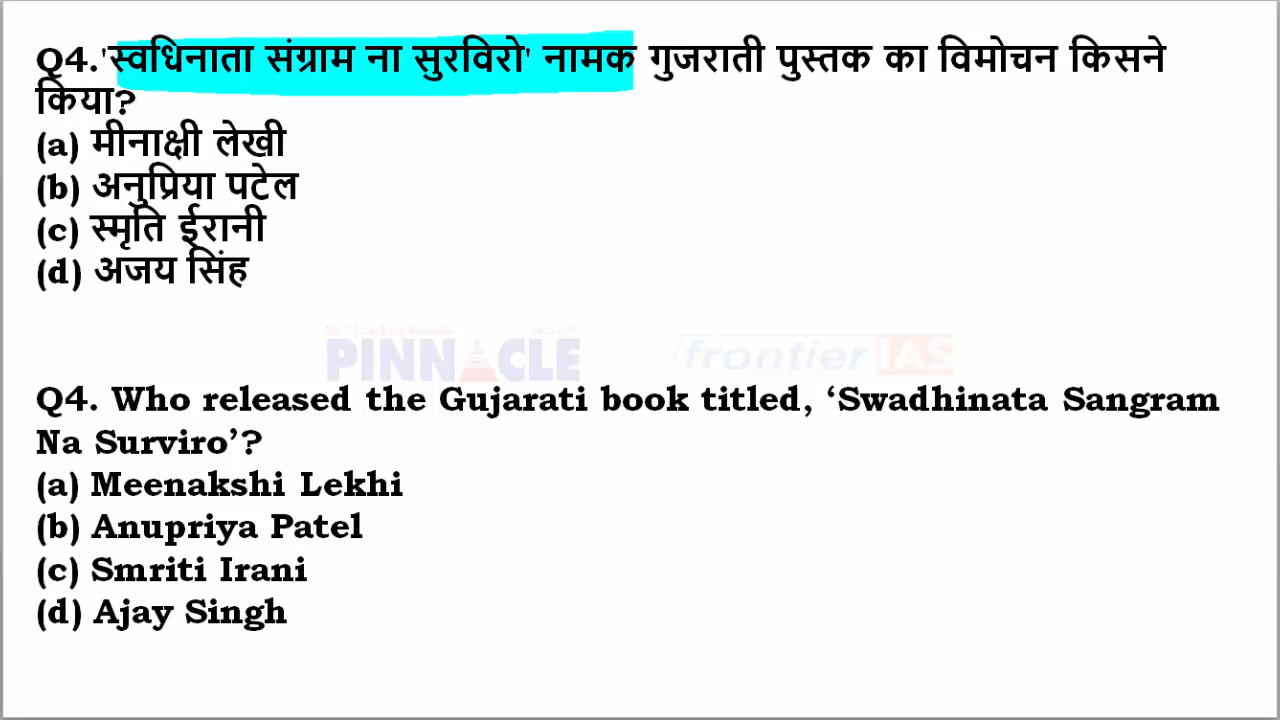 Q4.'स्वधिनाता संग्राम ना सुरविरो' नामक गुजराती पुस्तक का विमोचन किसने
किया?
(a) मीनाक्षी लेखी
(b) अनुप्रिया पटेल
(c) स्मृति ईरानी
(d) अजय सिंह
PINNACLE frontier IAS
Q4. Who released the Gujarati book titled, ‘Swadhinata Sangram
Na Surviro’?
(a) Meenakshi Lekhi
(b) Anupriya Patel
(c) Smriti Irani
(d) Ajay Singh